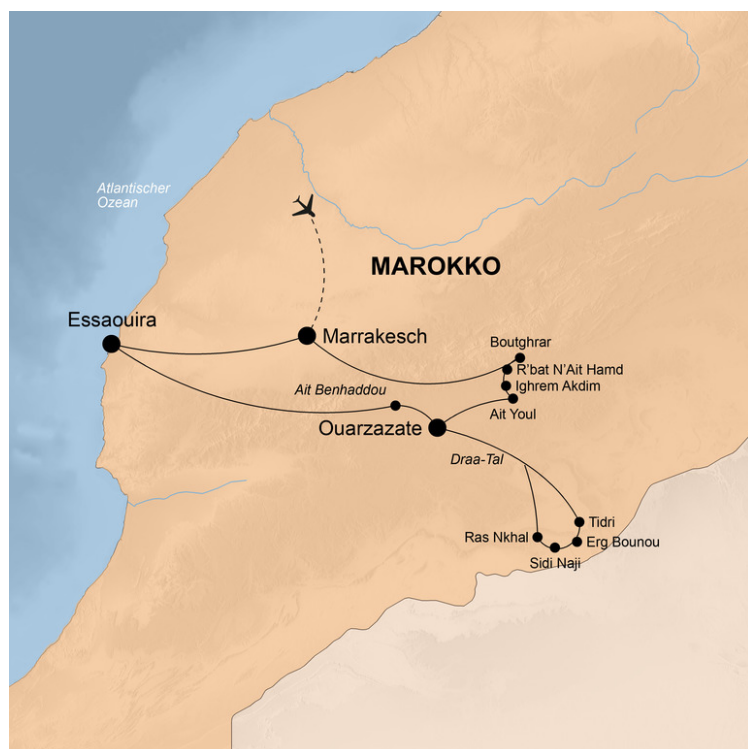 Atlantischer
Ozean
MAROKKO
Essaouira
Marrakesch
Boutghrar
R'bat N'Ait Hamd
Ighrem Akdim
Ait Benhaddou
Ait Youl
Ouarzazate
Draa-Tal
Tidri
Ras Nkhal
Erg Bounou
Sidi Naji